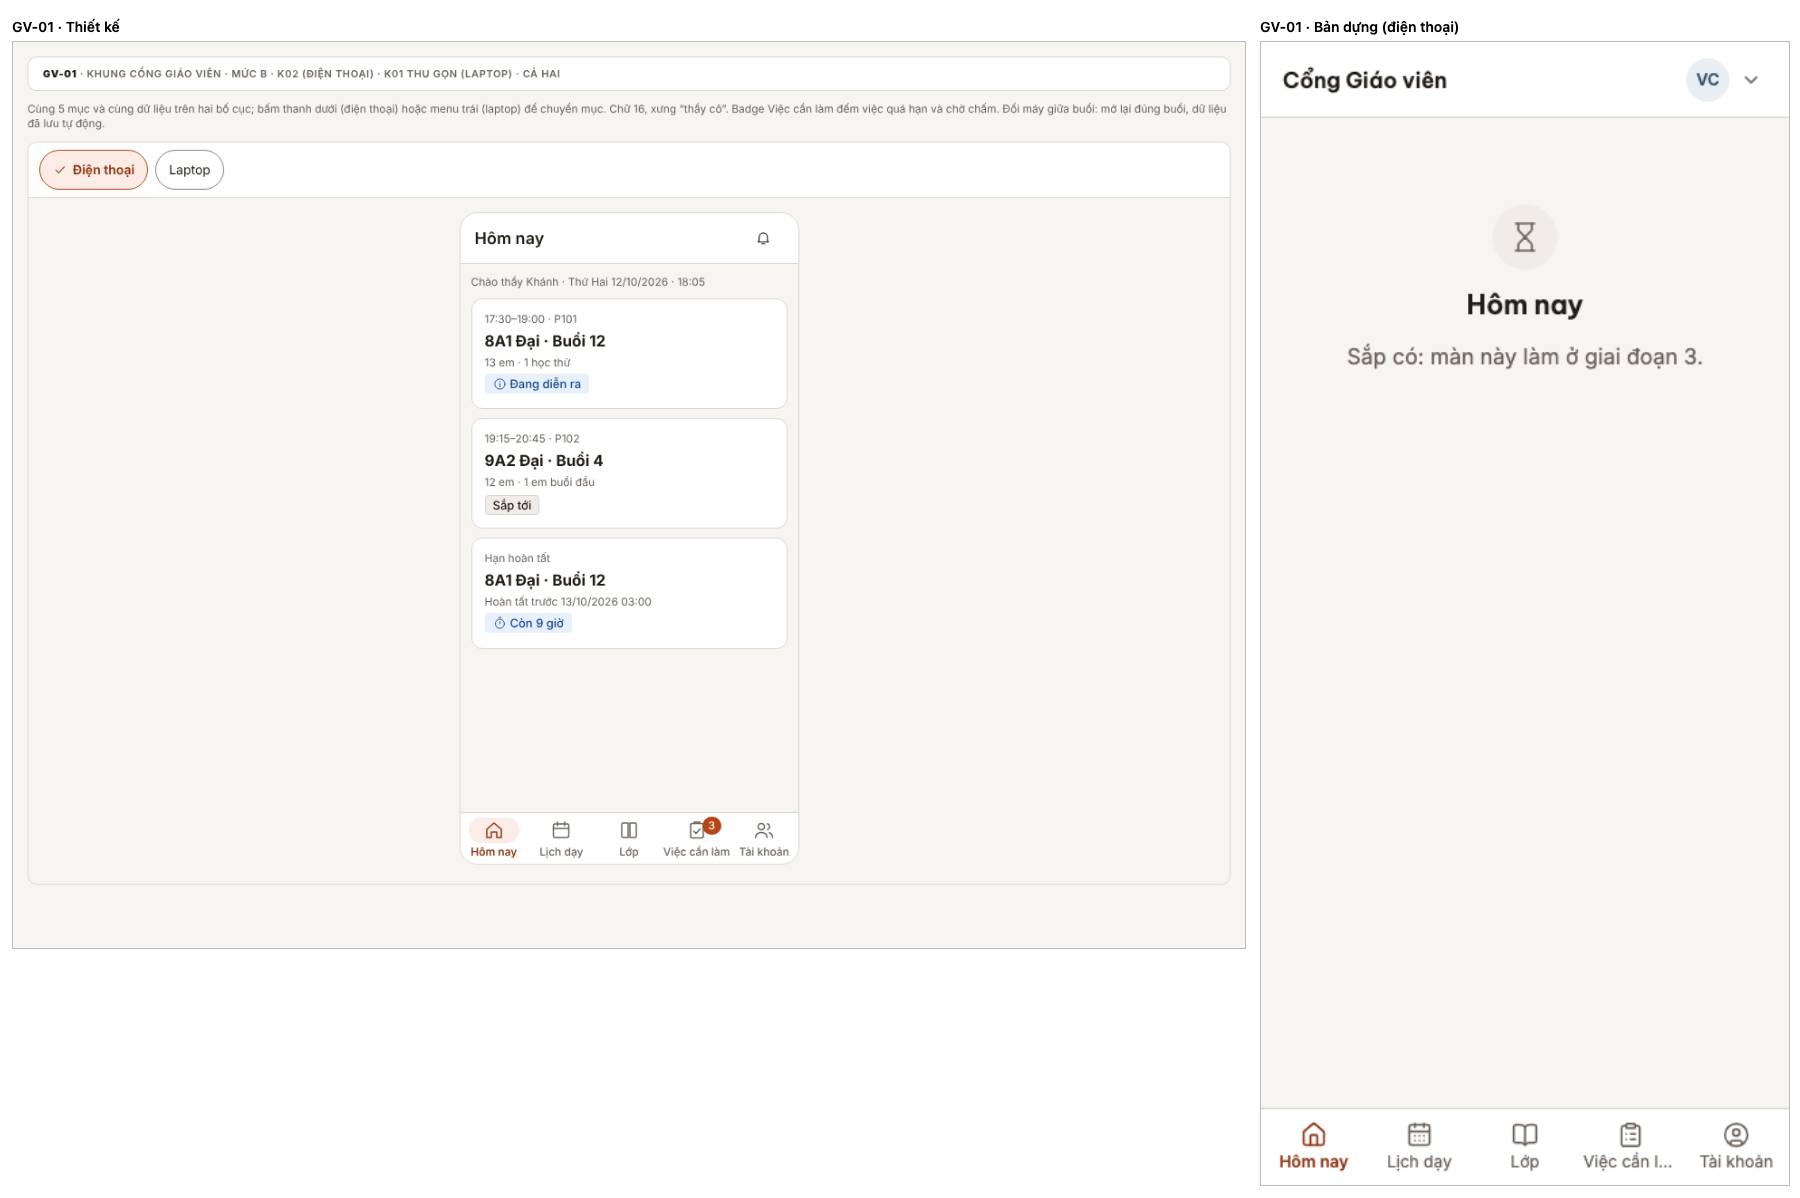 GV-01 · Thiết kế
GV-01 · KHUNG CỔNG GIÁO VIÊN · MỨC B · K02 (ĐIỆN THOẠI) · K01 THU GỌN (LAPTOP) · CẢ HAI
Cùng 5 mục và cùng dữ liệu trên hai bố cục; bấm thanh dưới (điện thoại) hoặc menu trái (laptop) để chuyển mục. Chữ 16, xưng “thầy cô”. Badge Việc cần làm đếm việc quá hạn và chờ chấm. Đổi máy giữa buổi: mở lại đúng buổi, dữ liệu
đã lưu tự động.
Điện thoại
Laptop
Hôm nay
Chào thầy Khánh · Thứ Hai 12/10/2026 · 18:05
17:30–19:00 · P101
8A1 Đại · Buổi 12
13 em · 1 học thử
Đang diễn ra
19:15–20:45 · P102
9A2 Đại · Buổi 4
12 em · 1 em buổi đầu
Sắp tới
Hạn hoàn tất
8A1 Đại · Buổi 12
Hoàn tất trước 13/10/2026 03:00
Còn 9 giờ
3
Hôm nay
Lịch dạy
Lớp
Việc cần làm
Tài khoản
GV-01 · Bản dựng (điện thoại)
Cổng Giáo viên
VC
Hôm nay
Sắp có: màn này làm ở giai đoạn 3.
Hôm nay
Lịch dạy
Lớp
Việc cần l...
Tài khoản